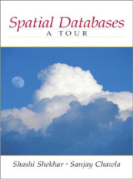 Spatial Databases
A TOUR
Shashi Shekhar • Sanjay Chawla